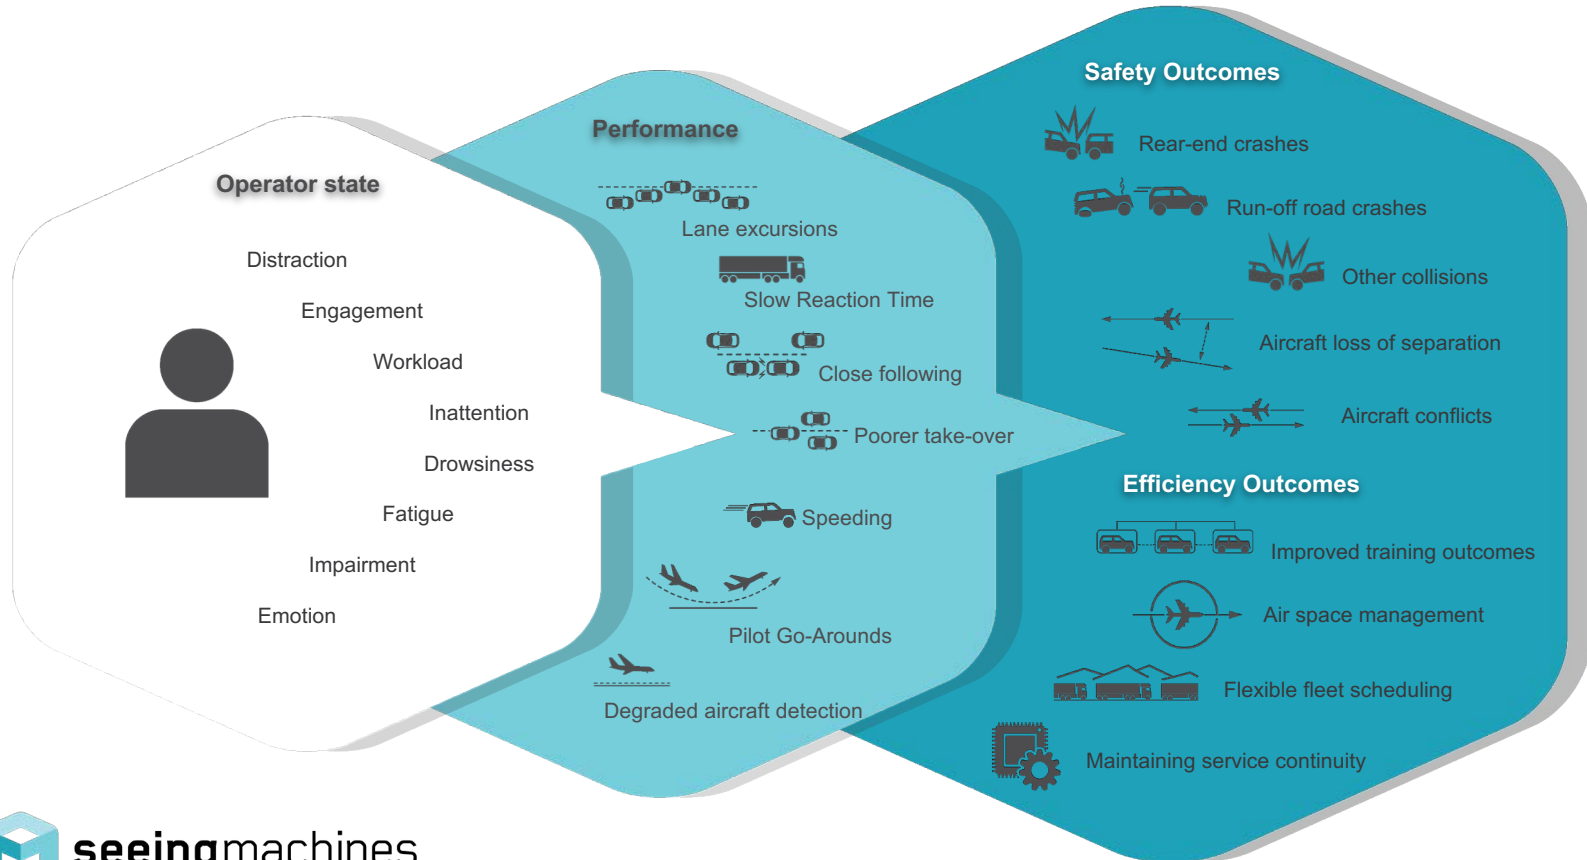 Operator state
Distraction
Engagement
Workload
Inattention
Drowsiness
Fatigue
Impairment
Emotion
Performance
Lane excursions
Slow Reaction Time
Close following
Poorer take-over
Speeding
Pilot Go-Arounds
Degraded aircraft detection
Safety Outcomes
Rear-end crashes
Run-off road crashes
Other collisions
Aircraft loss of separation
Aircraft conflicts
Efficiency Outcomes
Improved training outcomes
Air space management
Flexible fleet scheduling
Maintaining service continuity
seeingmachines